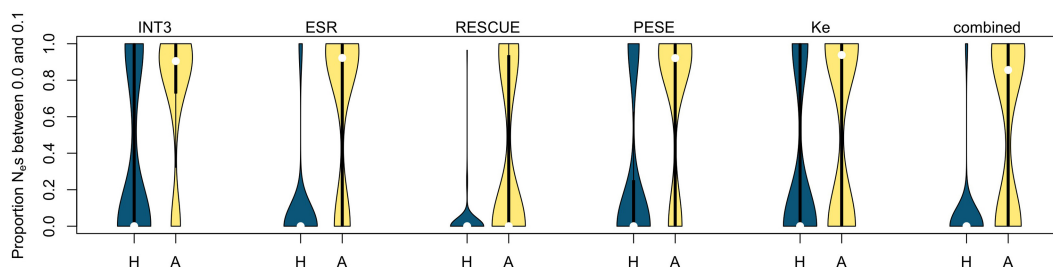 INT3 ESR RESCUE PESE Ke combined
Proportion Nₑs between 0.0 and 0.1
1.0
0.8
0.6
0.4
0.2
0.0
H A H A H A H A H A H A